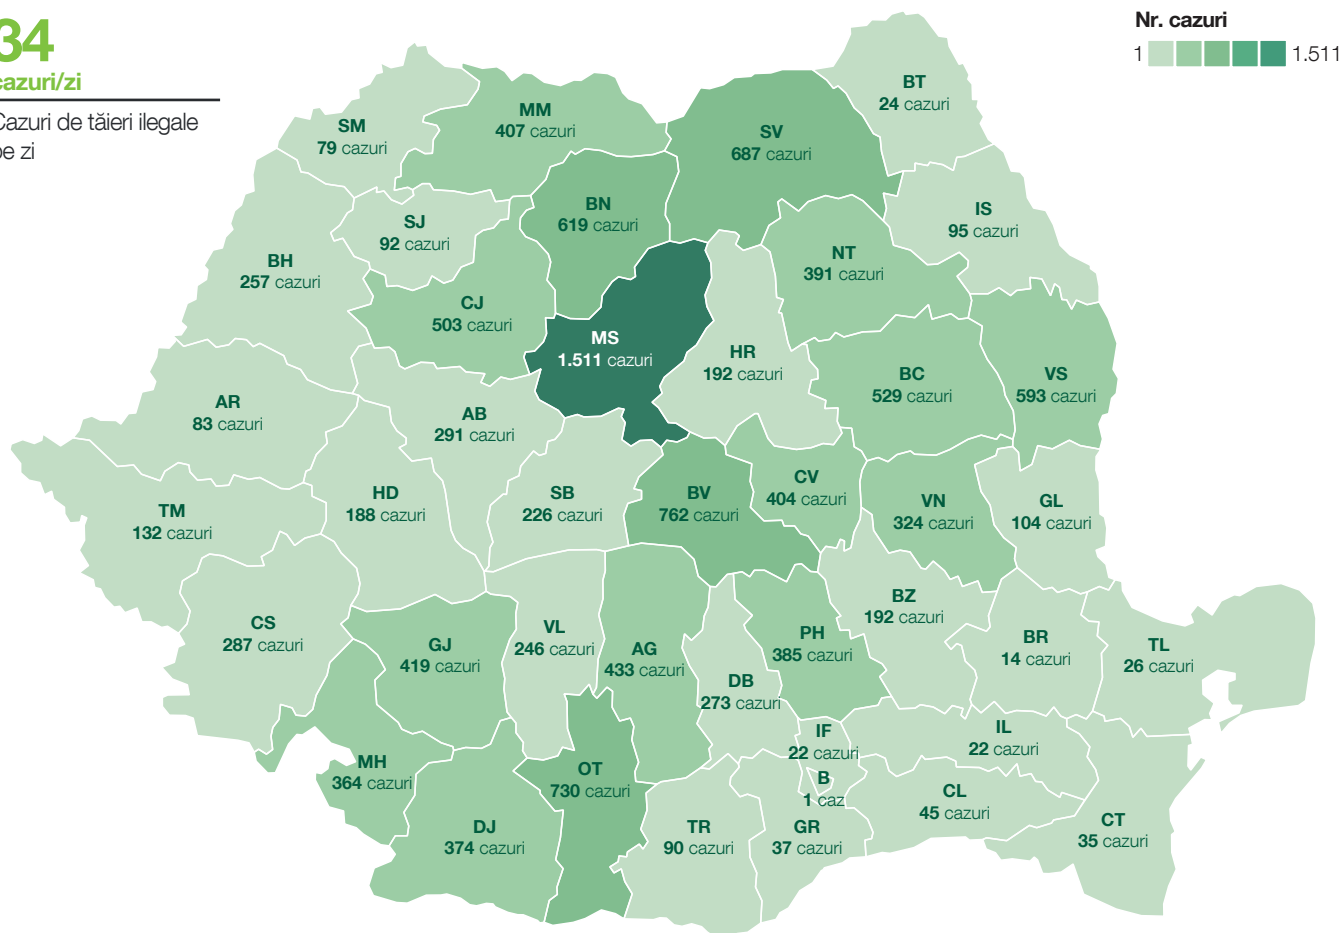 34
cazuri/zi
Cazuri de tăieri ilegale
pe zi
Nr. cazuri
1 1.511
BT
24 cazuri
MM
407 cazuri
SM
79 cazuri
SV
687 cazuri
BN
619 cazuri
IS
95 cazuri
SJ
92 cazuri
NT
391 cazuri
BH
257 cazuri
CJ
503 cazuri
MS
1.511 cazuri
HR
192 cazuri
BC
529 cazuri
VS
593 cazuri
AR
83 cazuri
AB
291 cazuri
CV
404 cazuri
HD
188 cazuri
SB
226 cazuri
BV
762 cazuri
VN
324 cazuri
GL
104 cazuri
TM
132 cazuri
BZ
192 cazuri
CS
287 cazuri
VL
246 cazuri
PH
385 cazuri
BR
14 cazuri
GJ
419 cazuri
AG
433 cazuri
TL
26 cazuri
DB
273 cazuri
IF
22 cazuri
IL
22 cazuri
MH
364 cazuri
OT
730 cazuri
B
1 caz
CL
45 cazuri
DJ
374 cazuri
TR
90 cazuri
GR
37 cazuri
CT
35 cazuri